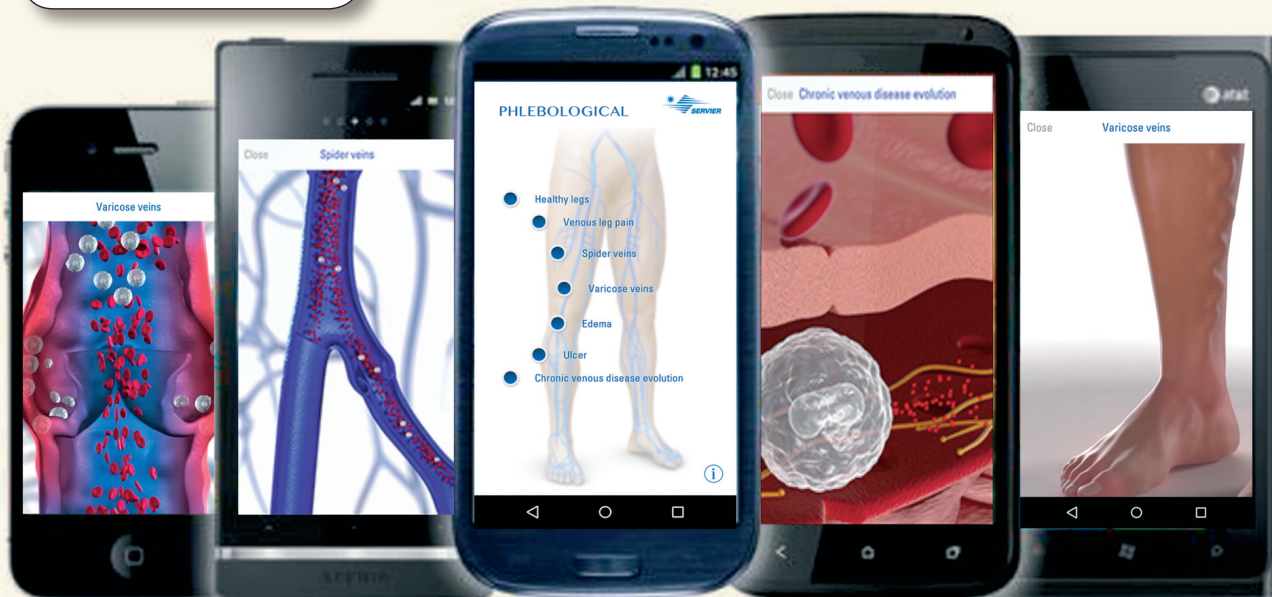 Varicose veins
Close Spider veins
12:45
PHLEBOLOGICAL
SERVIER
Healthy legs
Venous leg pain
Spider veins
Varicose veins
Edema
Ulcer
Chronic venous disease evolution
i
Close Chronic venous disease evolution
at&t
Close Varicose veins
XPERIA